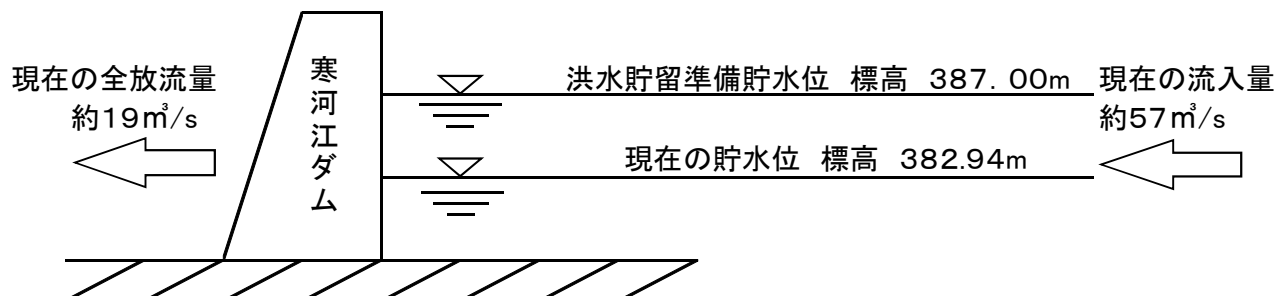 現在の全放流量
約19㎥/s
寒河江ダム
洪水貯留準備貯水位 標高 387.00m
現在の貯水位 標高 382.94m
現在の流入量
約57㎥/s